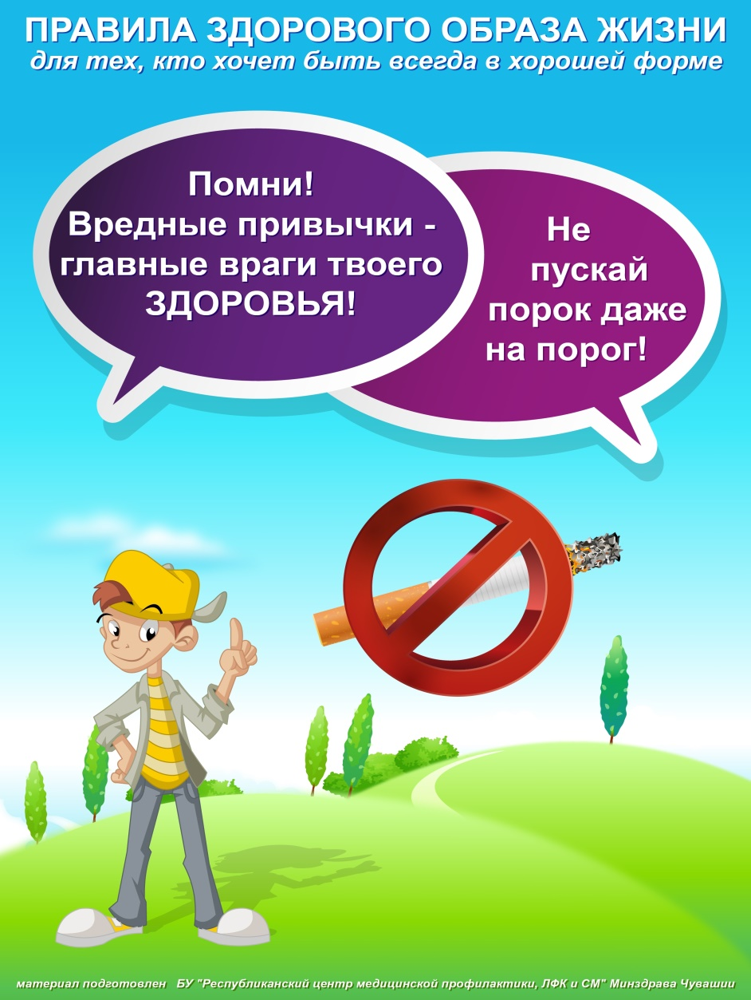 ПРАВИЛА ЗДОРОВОГО ОБРАЗА ЖИЗНИ
для тех, кто хочет быть всегда в хорошей форме
Помни!
Вредные привычки -
главные враги твоего
ЗДОРОВЬЯ!
Не
пускай
порок даже
на порог!
материал подготовлен БУ "Республиканский центр медицинской профилактики, ЛФК и СМ" Минздрава Чувашии